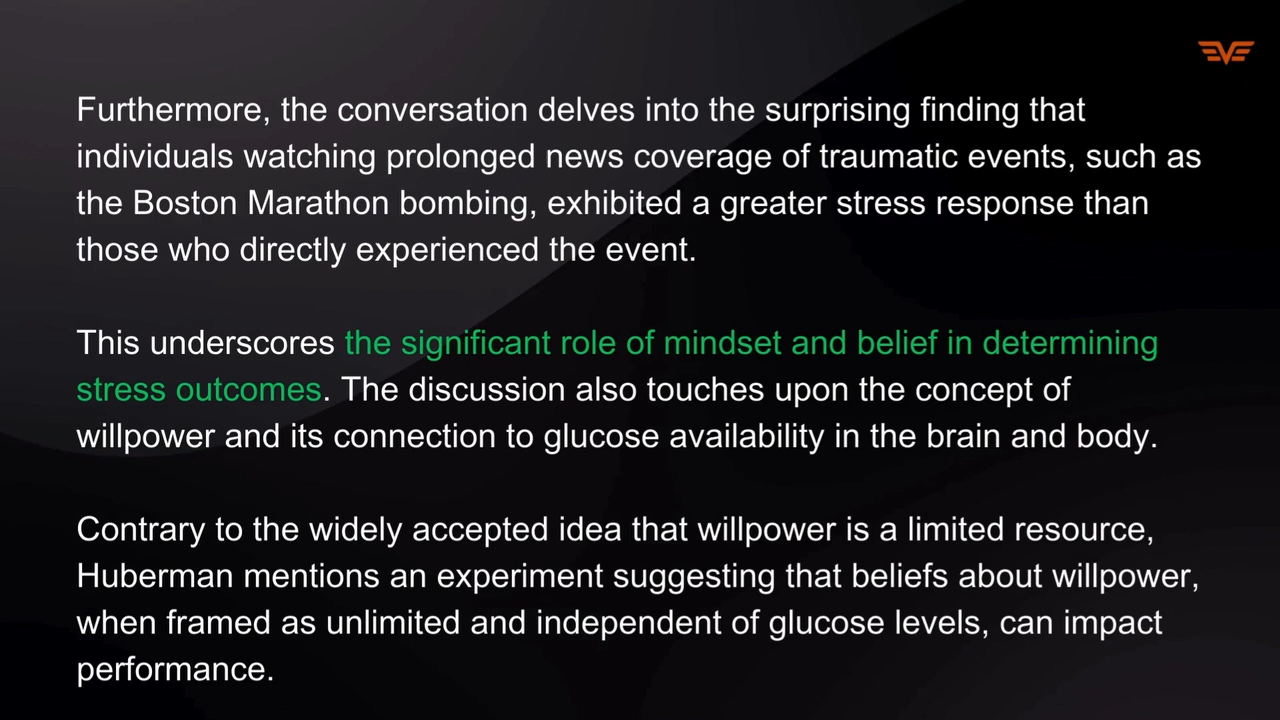 Furthermore, the conversation delves into the surprising finding that
individuals watching prolonged news coverage of traumatic events, such as
the Boston Marathon bombing, exhibited a greater stress response than
those who directly experienced the event.
This underscores the significant role of mindset and belief in determining
stress outcomes. The discussion also touches upon the concept of
willpower and its connection to glucose availability in the brain and body.
Contrary to the widely accepted idea that willpower is a limited resource,
Huberman mentions an experiment suggesting that beliefs about willpower,
when framed as unlimited and independent of glucose levels, can impact
performance.